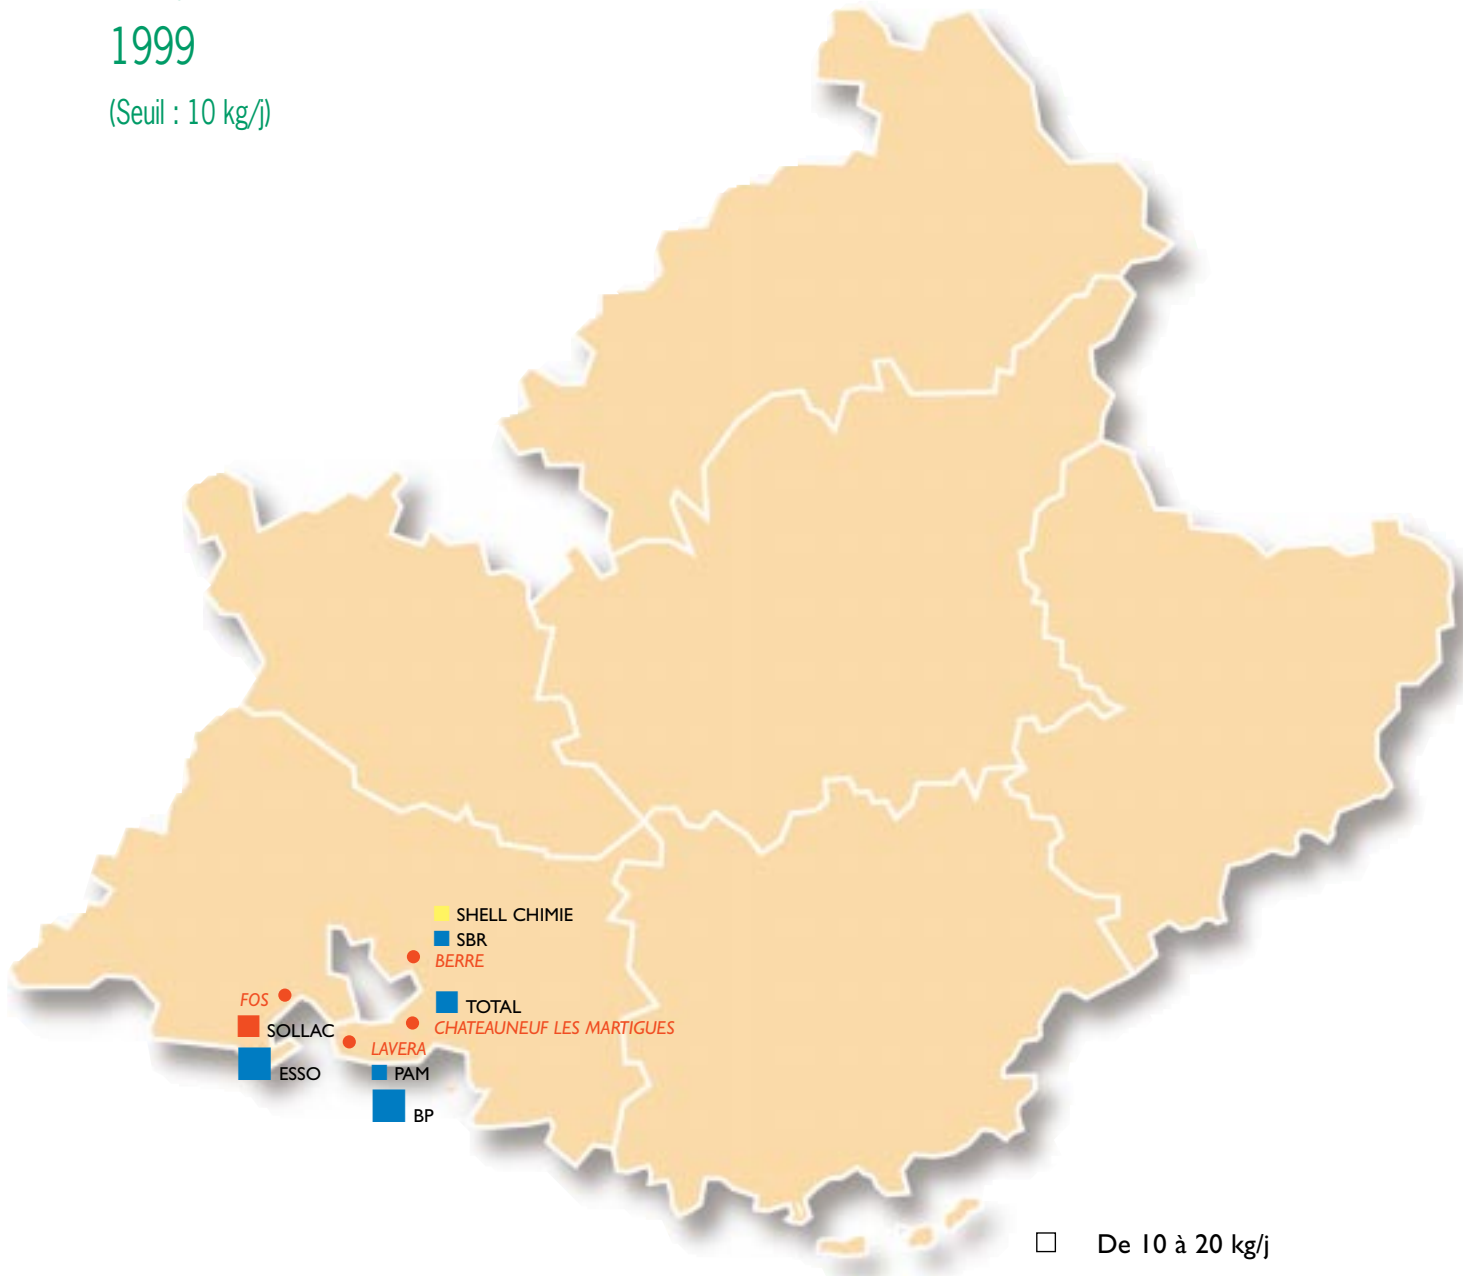 1999
(Seuil : 10 kg/j)
SHELL CHIMIE
SBR
BERRE
TOTAL
CHATEAUNEUF LES MARTIGUES
FOS
SOLLAC
ESSO
LAVERA
PAM
BP
De 10 à 20 kg/j